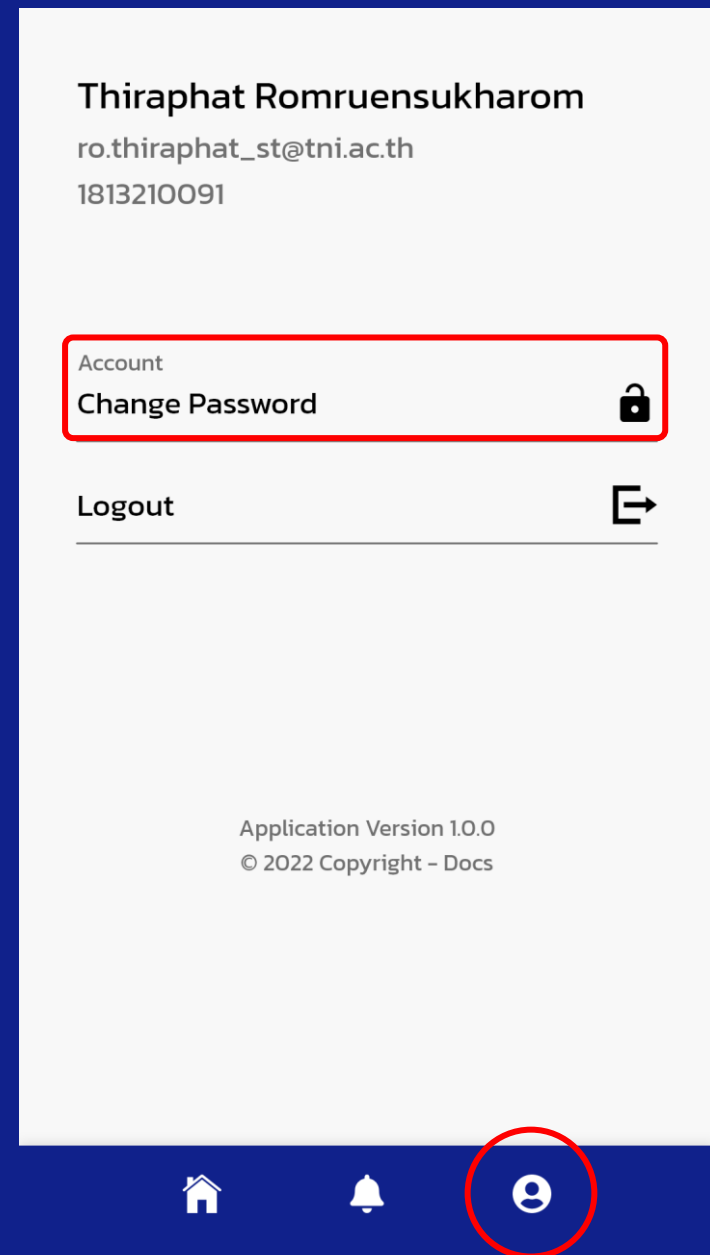 Thiraphat Romruensukharom
ro.thiraphat_st@tni.ac.th
1813210091
Account
Change Password
Logout
Application Version 1.0.0
© 2022 Copyright - Docs